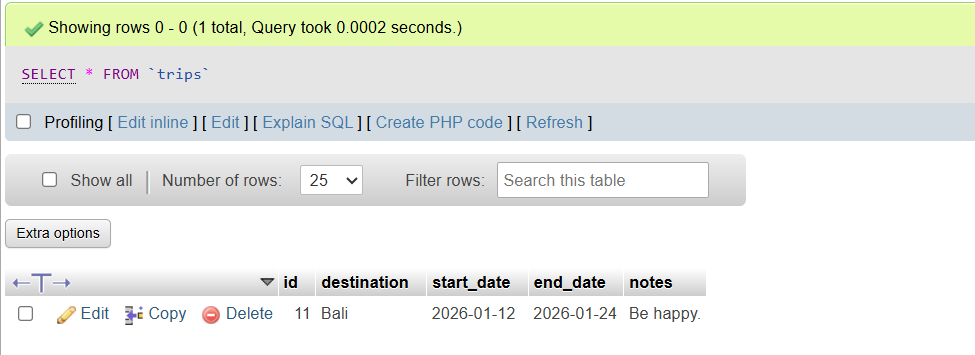 Showing rows 0 - 0 (1 total, Query took 0.0002 seconds.)
SELECT * FROM `trips`
Profiling [ Edit inline ] [ Edit ] [ Explain SQL ] [ Create PHP code ] [ Refresh ]
Show all Number of rows: 25 Filter rows: Search this table
Extra options
id destination start_date end_date notes
Edit Copy Delete 11 Bali 2026-01-12 2026-01-24 Be happy.